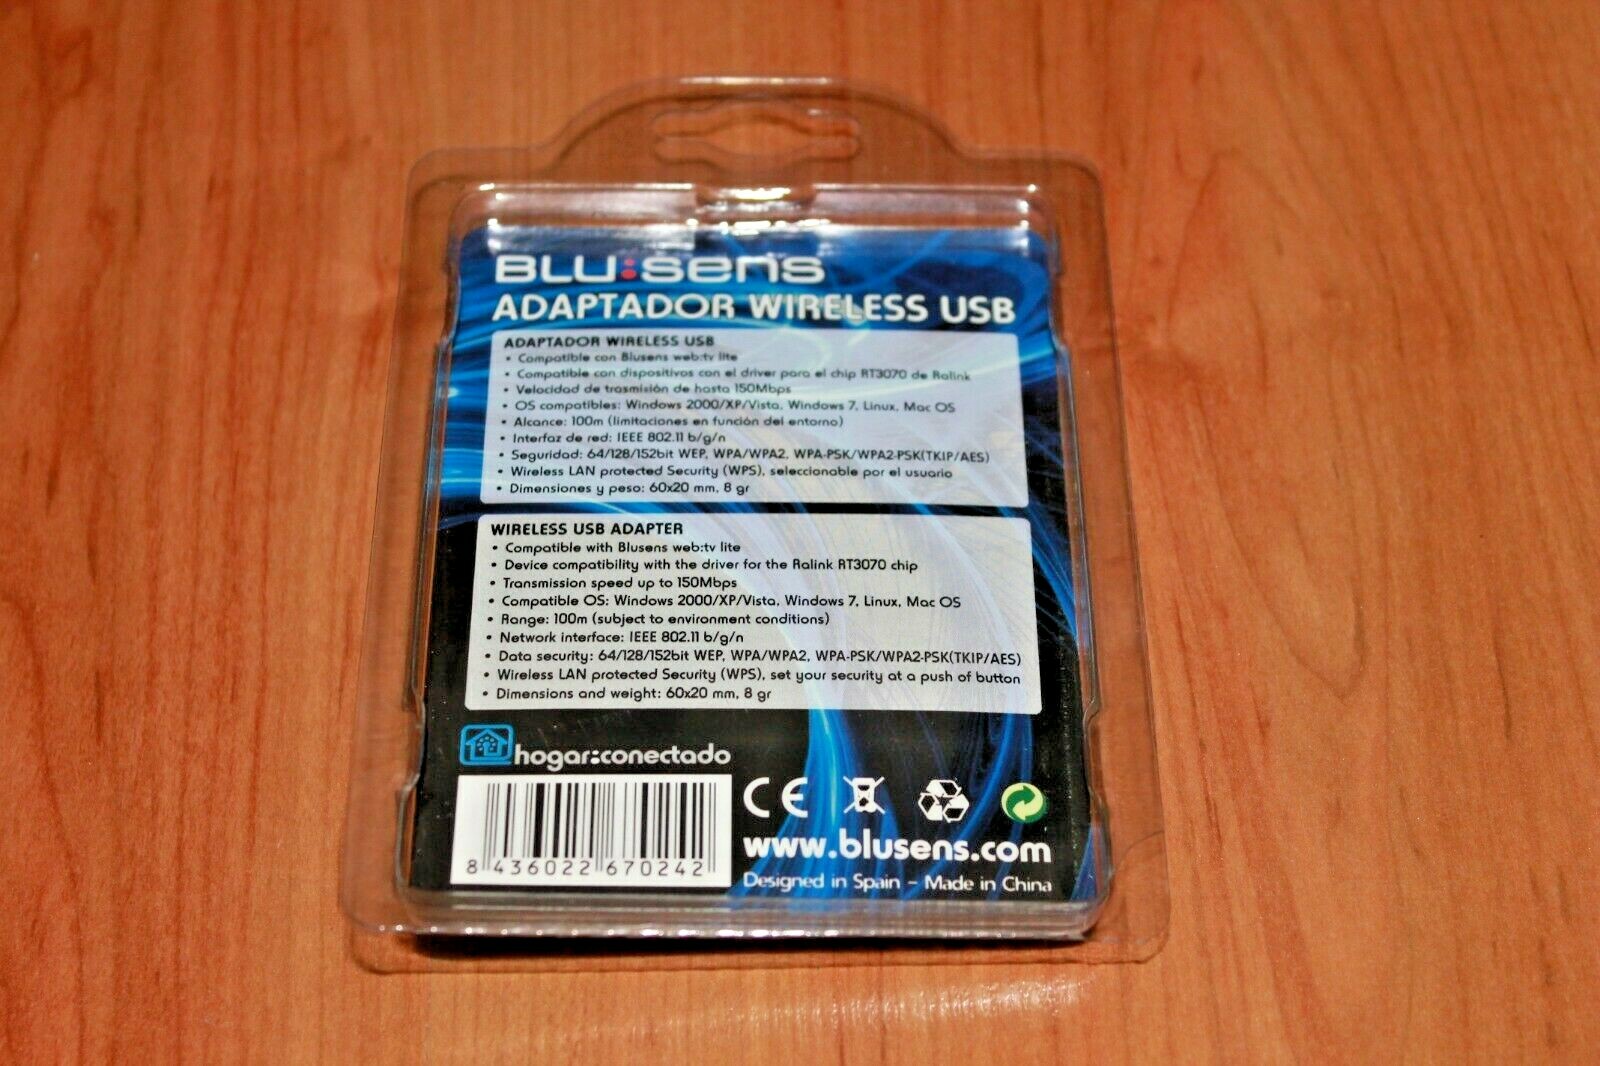 BLU:sens
ADAPTADOR WIRELESS USB
ADAPTADOR WIRELESS USB
• Compatible con Blusens web:tv lite
• Compatible con dispositivos con el driver para el chip RT3070 de Ralink
• Velocidad de trasmisión de hasta 150Mbps
• OS compatibles: Windows 2000/XP/Vista, Windows 7, Linux, Mac OS
• Alcance: 100m (limitaciones en función del entorno)
• Interfaz de red: IEEE 802.11 b/g/n
• Seguridad: 64/128/152bit WEP, WPA/WPA2, WPA-PSK/WPA2-PSK(TKIP/AES)
• Wireless LAN protected Security (WPS), seleccionable por el usuario
• Dimensiones y peso: 60x20 mm, 8 gr
WIRELESS USB ADAPTER
• Compatible with Blusens web:tv lite
• Device compatibility with the driver for the Ralink RT3070 chip
• Transmission speed up to 150Mbps
• Compatible OS: Windows 2000/XP/Vista, Windows 7, Linux, Mac OS
• Range: 100m (subject to environment conditions)
• Network interface: IEEE 802.11 b/g/n
• Data security: 64/128/152bit WEP, WPA/WPA2, WPA-PSK/WPA2-PSK(TKIP/AES)
• Wireless LAN protected Security (WPS), set your security at a push of button
• Dimensions and weight: 60x20 mm, 8 gr
hogar:conectado
8 436022 670242
CE
www.blusens.com
Designed in Spain - Made in China